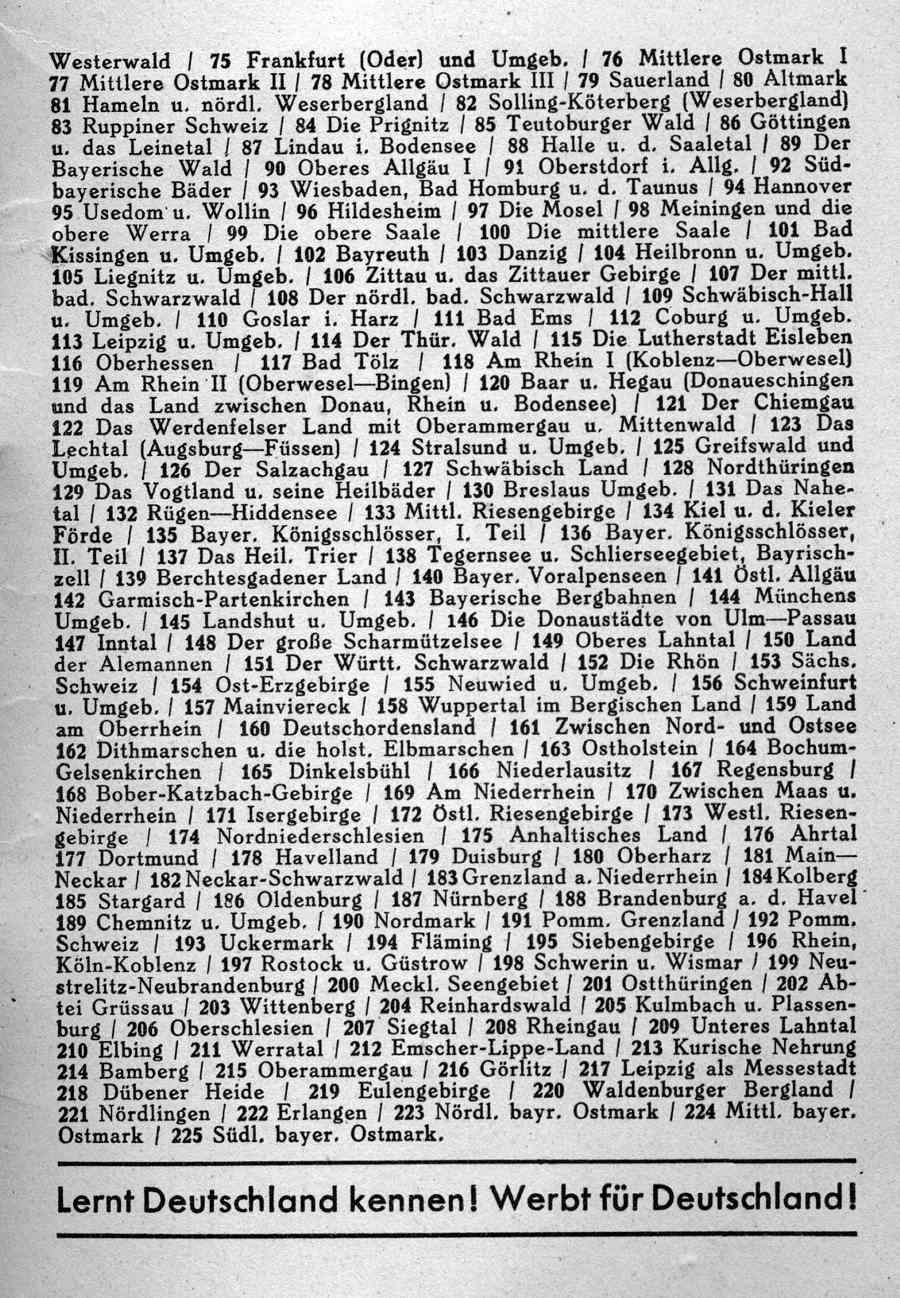 Westerwald / 75 Frankfurt (Oder) und Umgeb. / 76 Mittlere Ostmark I
77 Mittlere Ostmark II / 78 Mittlere Ostmark III / 79 Sauerland / 80 Altmark
81 Hameln u. nördl. Weserbergland / 82 Solling-Köterberg (Weserbergland)
83 Ruppiner Schweiz / 84 Die Prignitz / 85 Teutoburger Wald / 86 Göttingen
u. das Leinetal / 87 Lindau i. Bodensee / 88 Halle u. d. Saaletal / 89 Der
Bayerische Wald / 90 Oberes Allgäu I / 91 Oberstdorf i. Allg. / 92 Süd-
bayerische Bäder / 93 Wiesbaden, Bad Homburg u. d. Taunus / 94 Hannover
95 Usedom u. Wollin / 96 Hildesheim / 97 Die Mosel / 98 Meiningen und die
obere Werra / 99 Die obere Saale / 100 Die mittlere Saale / 101 Bad
Kissingen u. Umgeb. / 102 Bayreuth / 103 Danzig / 104 Heilbronn u. Umgeb.
105 Liegnitz u. Umgeb. / 106 Zittau u. das Zittauer Gebirge / 107 Der mittl.
bad. Schwarzwald / 108 Der nördl. bad. Schwarzwald / 109 Schwäbisch-Hall
u. Umgeb. / 110 Goslar i. Harz / 111 Bad Ems / 112 Coburg u. Umgeb.
113 Leipzig u. Umgeb. / 114 Der Thür. Wald / 115 Die Lutherstadt Eisleben
116 Oberhessen / 117 Bad Tölz / 118 Am Rhein I (Koblenz—Oberwesel)
119 Am Rhein II (Oberwesel—Bingen) / 120 Baar u. Hegau (Donaueschingen
und das Land zwischen Donau, Rhein u. Bodensee) / 121 Der Chiemgau
122 Das Werdenfelser Land mit Oberammergau u. Mittenwald / 123 Das
Lechtal (Augsburg—Füssen) / 124 Stralsund u. Umgeb. / 125 Greifswald und
Umgeb. / 126 Der Salzachgau / 127 Schwäbisch Land / 128 Nordthüringen
129 Das Vogtland u. seine Heilbäder / 130 Breslaus Umgeb. / 131 Das Nahe-
tal / 132 Rügen—Hiddensee / 133 Mittl. Riesengebirge / 134 Kiel u. d. Kieler
Förde / 135 Bayer. Königsschlösser, I. Teil / 136 Bayer. Königsschlösser,
II. Teil / 137 Das Heil. Trier / 138 Tegernsee u. Schlierseegebiet, Bayrisch-
zell / 139 Berchtesgadener Land / 140 Bayer. Voralpenseen / 141 Östl. Allgäu
142 Garmisch-Partenkirchen / 143 Bayerische Bergbahnen / 144 Münchens
Umgeb. / 145 Landshut u. Umgeb. / 146 Die Donaustädte von Ulm—Passau
147 Inntal / 148 Der große Scharmützelsee / 149 Oberes Lahntal / 150 Land
der Alemannen / 151 Der Württ. Schwarzwald / 152 Die Rhön / 153 Sächs.
Schweiz / 154 Ost-Erzgebirge / 155 Neuwied u. Umgeb. / 156 Schweinfurt
u. Umgeb. / 157 Mainviereck / 158 Wuppertal im Bergischen Land / 159 Land
am Oberrhein / 160 Deutschordensland / 161 Zwischen Nord- und Ostsee
162 Dithmarschen u. die holst. Elbmarschen / 163 Ostholstein / 164 Bochum-
Gelsenkirchen / 165 Dinkelsbühl / 166 Niederlausitz / 167 Regensburg /
168 Bober-Katzbach-Gebirge / 169 Am Niederrhein / 170 Zwischen Maas u.
Niederrhein / 171 Isergebirge / 172 Östl. Riesengebirge / 173 Westl. Riesen-
gebirge / 174 Nordniederschlesien / 175 Anhaltisches Land / 176 Ahrtal
177 Dortmund / 178 Havelland / 179 Duisburg / 180 Oberharz / 181 Main—
Neckar / 182 Neckar-Schwarzwald / 183 Grenzland a. Niederrhein / 184 Kolberg
185 Stargard / 186 Oldenburg / 187 Nürnberg / 188 Brandenburg a. d. Havel
189 Chemnitz u. Umgeb. / 190 Nordmark / 191 Pomm. Grenzland / 192 Pomm.
Schweiz / 193 Uckermark / 194 Fläming / 195 Siebengebirge / 196 Rhein,
Köln-Koblenz / 197 Rostock u. Güstrow / 198 Schwerin u. Wismar / 199 Neu-
strelitz-Neubrandenburg / 200 Meckl. Seengebiet / 201 Ostthüringen / 202 Ab-
tei Grüssau / 203 Wittenberg / 204 Reinhardswald / 205 Kulmbach u. Plassen-
burg / 206 Oberschlesien / 207 Siegtal / 208 Rheingau / 209 Unteres Lahntal
210 Elbing / 211 Werratal / 212 Emscher-Lippe-Land / 213 Kurische Nehrung
214 Bamberg / 215 Oberammergau / 216 Görlitz / 217 Leipzig als Messestadt
218 Dübener Heide / 219 Eulengebirge / 220 Waldenburger Bergland /
221 Nördlingen / 222 Erlangen / 223 Nördl. bayr. Ostmark / 224 Mittl. bayer.
Ostmark / 225 Südl. bayer. Ostmark.
Lernt Deutschland kennen! Werbt für Deutschland!